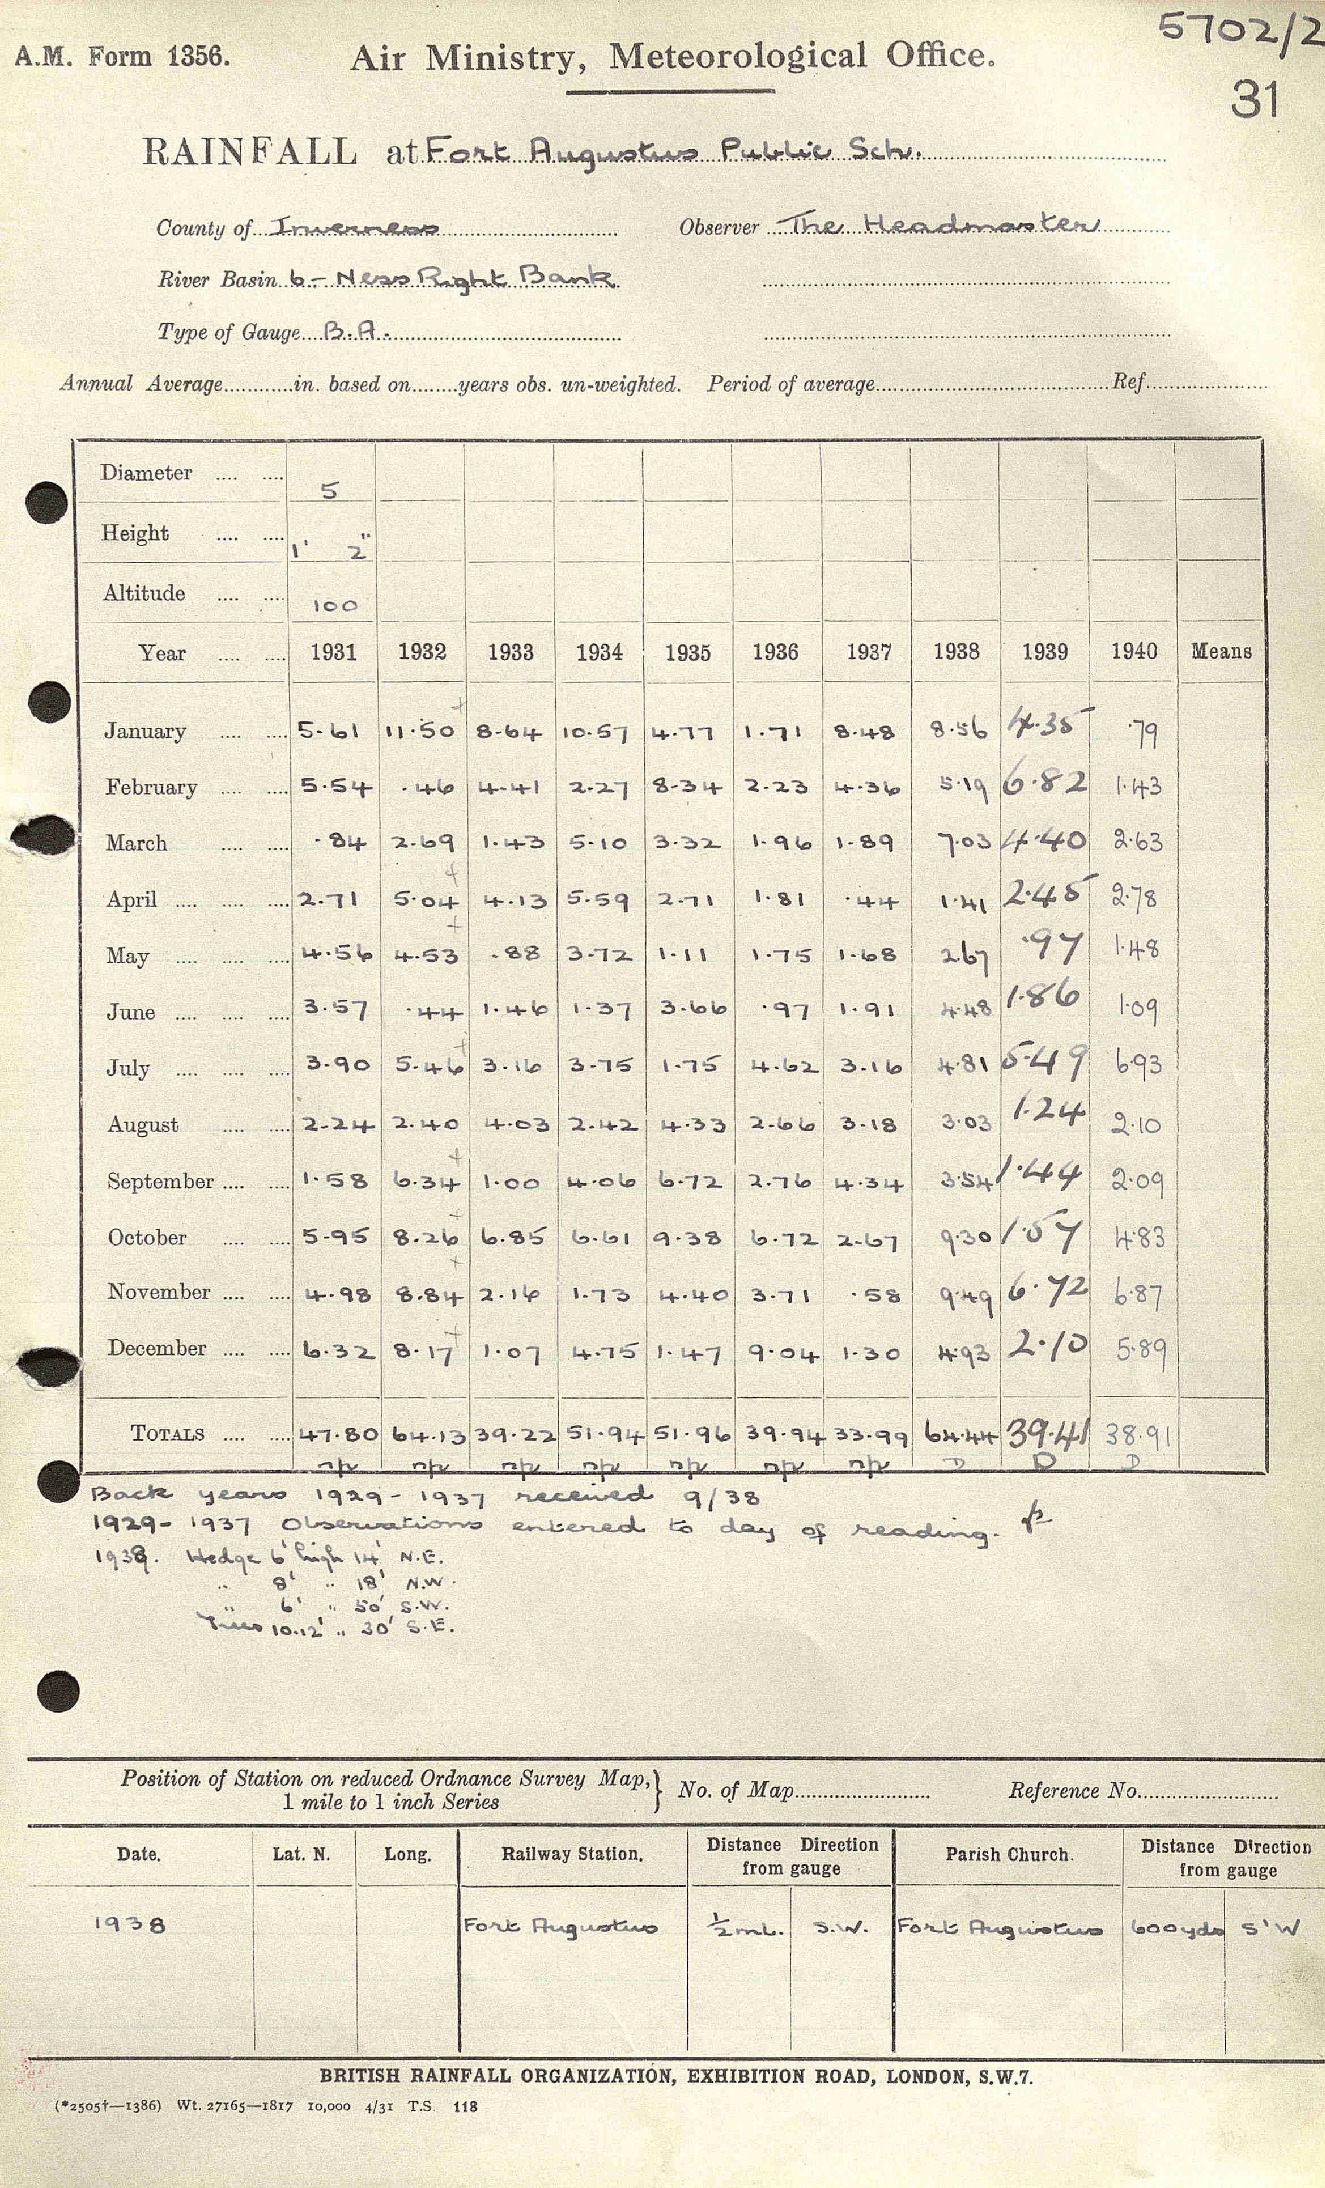 5702/2
A.M. Form 1356. Air Ministry, Meteorological Office.
31
RAINFALL at Fort Augustus Public Sch.
County of Inverness Observer The Headmaster
River Basin 6 - Ness Right Bank
Type of Gauge B.A.
Annual Average in. based on years obs. un-weighted. Period of average Ref.
Diameter 5
Height 1' 2"
Altitude 100
Year 1931 1932 1933 1934 1935 1936 1937 1938 1939 1940 Means
January 5.61 11.50 8.64 10.57 4.77 1.71 8.48 8.56 4.35 .79
February 5.54 .46 4.41 2.27 8.34 2.23 4.36 5.19 6.82 1.43
March .84 2.69 1.43 5.10 3.32 1.96 1.89 7.03 4.40 2.63
April 2.71 5.04 4.13 5.59 2.71 1.81 .44 1.41 2.45 2.78
May 4.56 4.53 .88 3.72 1.11 1.75 1.68 2.67 .97 1.48
June 3.57 .44 1.46 1.37 3.66 .97 1.91 4.48 1.86 1.09
July 3.90 5.46 3.16 3.75 1.75 4.62 3.16 4.81 5.49 6.93
August 2.24 2.40 4.03 2.42 4.33 2.66 3.18 3.03 1.24 2.10
September 1.58 6.34 1.00 4.06 6.72 2.76 4.34 3.54 1.44 2.09
October 5.95 8.26 6.85 6.61 9.38 6.72 2.67 9.30 1.57 4.83
November 4.98 8.84 2.16 1.73 4.40 3.71 .58 9.49 6.72 6.87
December 6.32 8.17 1.07 4.75 1.47 9.04 1.30 4.93 2.10 5.89
TOTALS 47.80 64.13 39.22 51.94 51.96 39.94 33.99 64.44 39.41 38.91
D D D
Back years 1929 - 1937 received 9/38
1929 - 1937 Observations entered to day of reading.
1938. Hedge 6' high 14' N.E.
" 8' " 18' N.W.
" 6' " 50' S.W.
Trees 10.12' " 30' S.E.
Position of Station on reduced Ordnance Survey Map, } No. of Map Reference No.
1 mile to 1 inch Series
Date. Lat. N. Long. Railway Station. Distance Direction from gauge Parish Church. Distance Direction from gauge
1938 Fort Augustus ½ ml. S.W. Fort Augustus 600yds S'W
BRITISH RAINFALL ORGANIZATION, EXHIBITION ROAD, LONDON, S.W.7.
(*2505†—1386) Wt. 27165—1817 10,000 4/31 T.S. 118